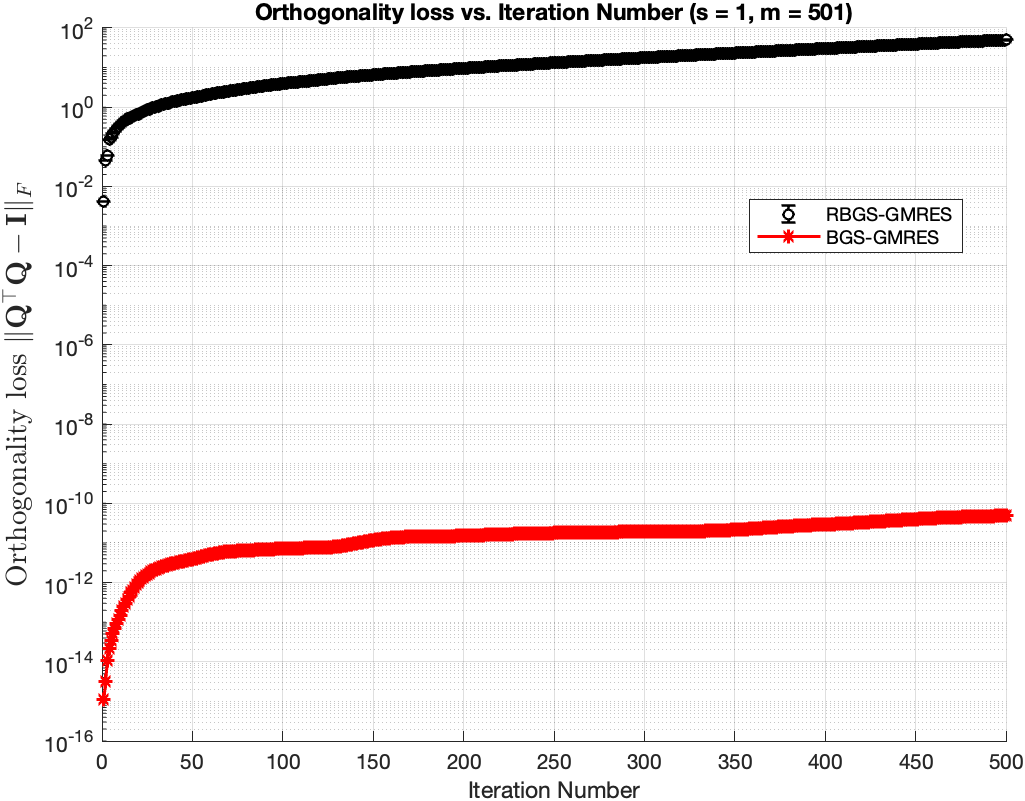 Orthogonality loss vs. Iteration Number (s = 1, m = 501)
Orthogonality loss ||Q⊤Q − I||_F
10^2
10^0
10^-2
10^-4
10^-6
10^-8
10^-10
10^-12
10^-14
10^-16
RBGS-GMRES
BGS-GMRES
0 50 100 150 200 250 300 350 400 450 500
Iteration Number